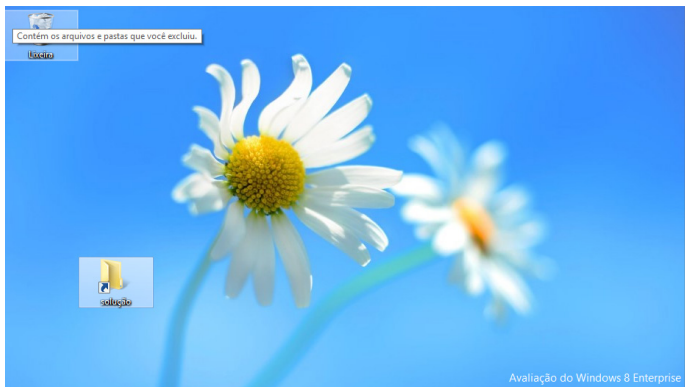 Contém os arquivos e pastas que você excluiu.
Lixeira
solução
Avaliação do Windows 8 Enterprise